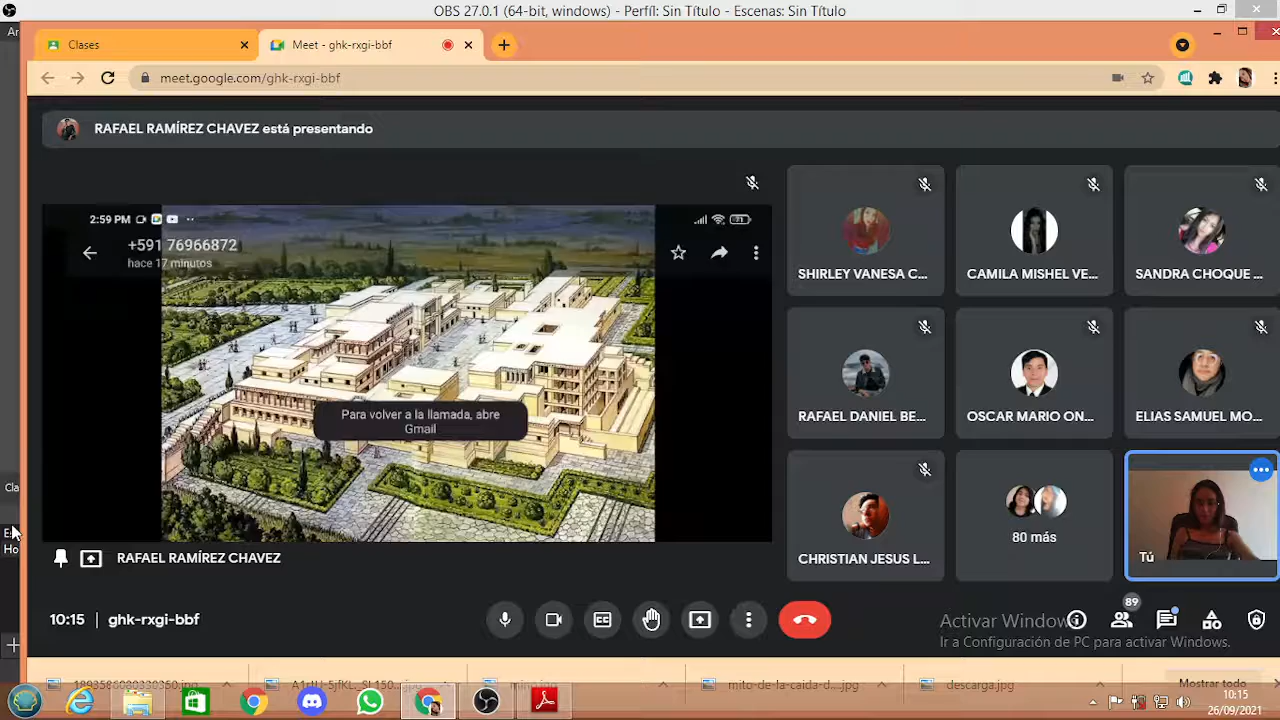 OBS 27.0.1 (64-bit, windows) - Perfil: Sin Título - Escenas: Sin Título
Clases
Meet - ghk-rxgi-bbf
meet.google.com/ghk-rxgi-bbf
RAFAEL RAMÍREZ CHAVEZ está presentando
2:59 PM
71
+591 76966872
hace 17 minutos
Para volver a la llamada, abre
Gmail
RAFAEL RAMÍREZ CHAVEZ
SHIRLEY VANESA C...
CAMILA MISHEL VE...
SANDRA CHOQUE ...
RAFAEL DANIEL BE...
OSCAR MARIO ON...
ELIAS SAMUEL MO...
CHRISTIAN JESUS L...
80 más
Tú
10:15 | ghk-rxgi-bbf
89
Activar Windows
Ir a Configuración de PC para activar Windows.
mito-de-la-caida-d....jpg
descarga.jpg
Mostrar todo
10:15
26/09/2021